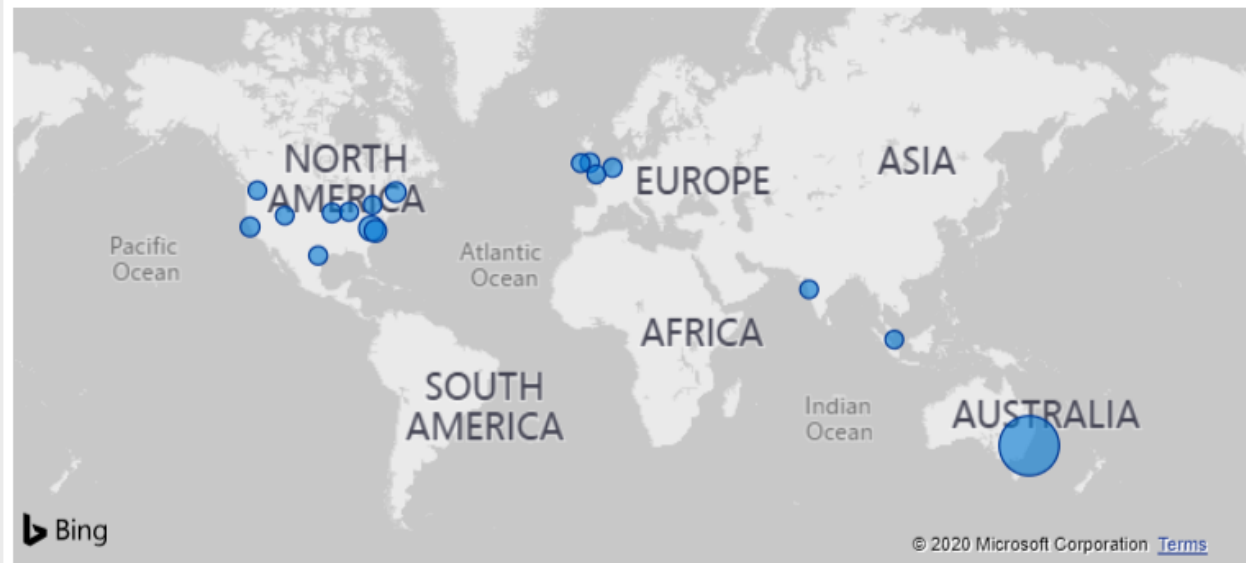 NORTH
AMERICA
EUROPE
ASIA
Pacific
Ocean
Atlantic
Ocean
AFRICA
SOUTH
AMERICA
Indian
Ocean
AUSTRALIA
Bing
© 2020 Microsoft Corporation Terms